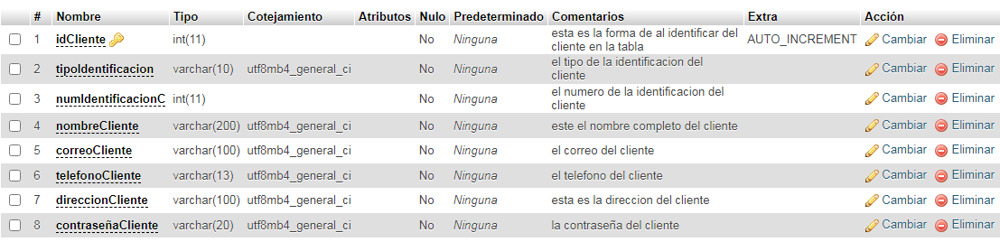 # Nombre Tipo Cotejamiento Atributos Nulo Predeterminado Comentarios Extra Acción
1 idCliente int(11) No Ninguna esta es la forma de al identificar del cliente en la tabla AUTO_INCREMENT Cambiar Eliminar
2 tipoIdentificacion varchar(10) utf8mb4_general_ci No Ninguna el tipo de la identificacion del cliente Cambiar Eliminar
3 numIdentificacionC int(11) No Ninguna el numero de la identificacion del cliente Cambiar Eliminar
4 nombreCliente varchar(200) utf8mb4_general_ci No Ninguna este el nombre completo del cliente Cambiar Eliminar
5 correoCliente varchar(100) utf8mb4_general_ci No Ninguna el correo del cliente Cambiar Eliminar
6 telefonoCliente varchar(13) utf8mb4_general_ci No Ninguna el telefono del cliente Cambiar Eliminar
7 direccionCliente varchar(100) utf8mb4_general_ci No Ninguna esta es la direccion del cliente Cambiar Eliminar
8 contraseñaCliente varchar(20) utf8mb4_general_ci No Ninguna la contraseña del cliente Cambiar Eliminar